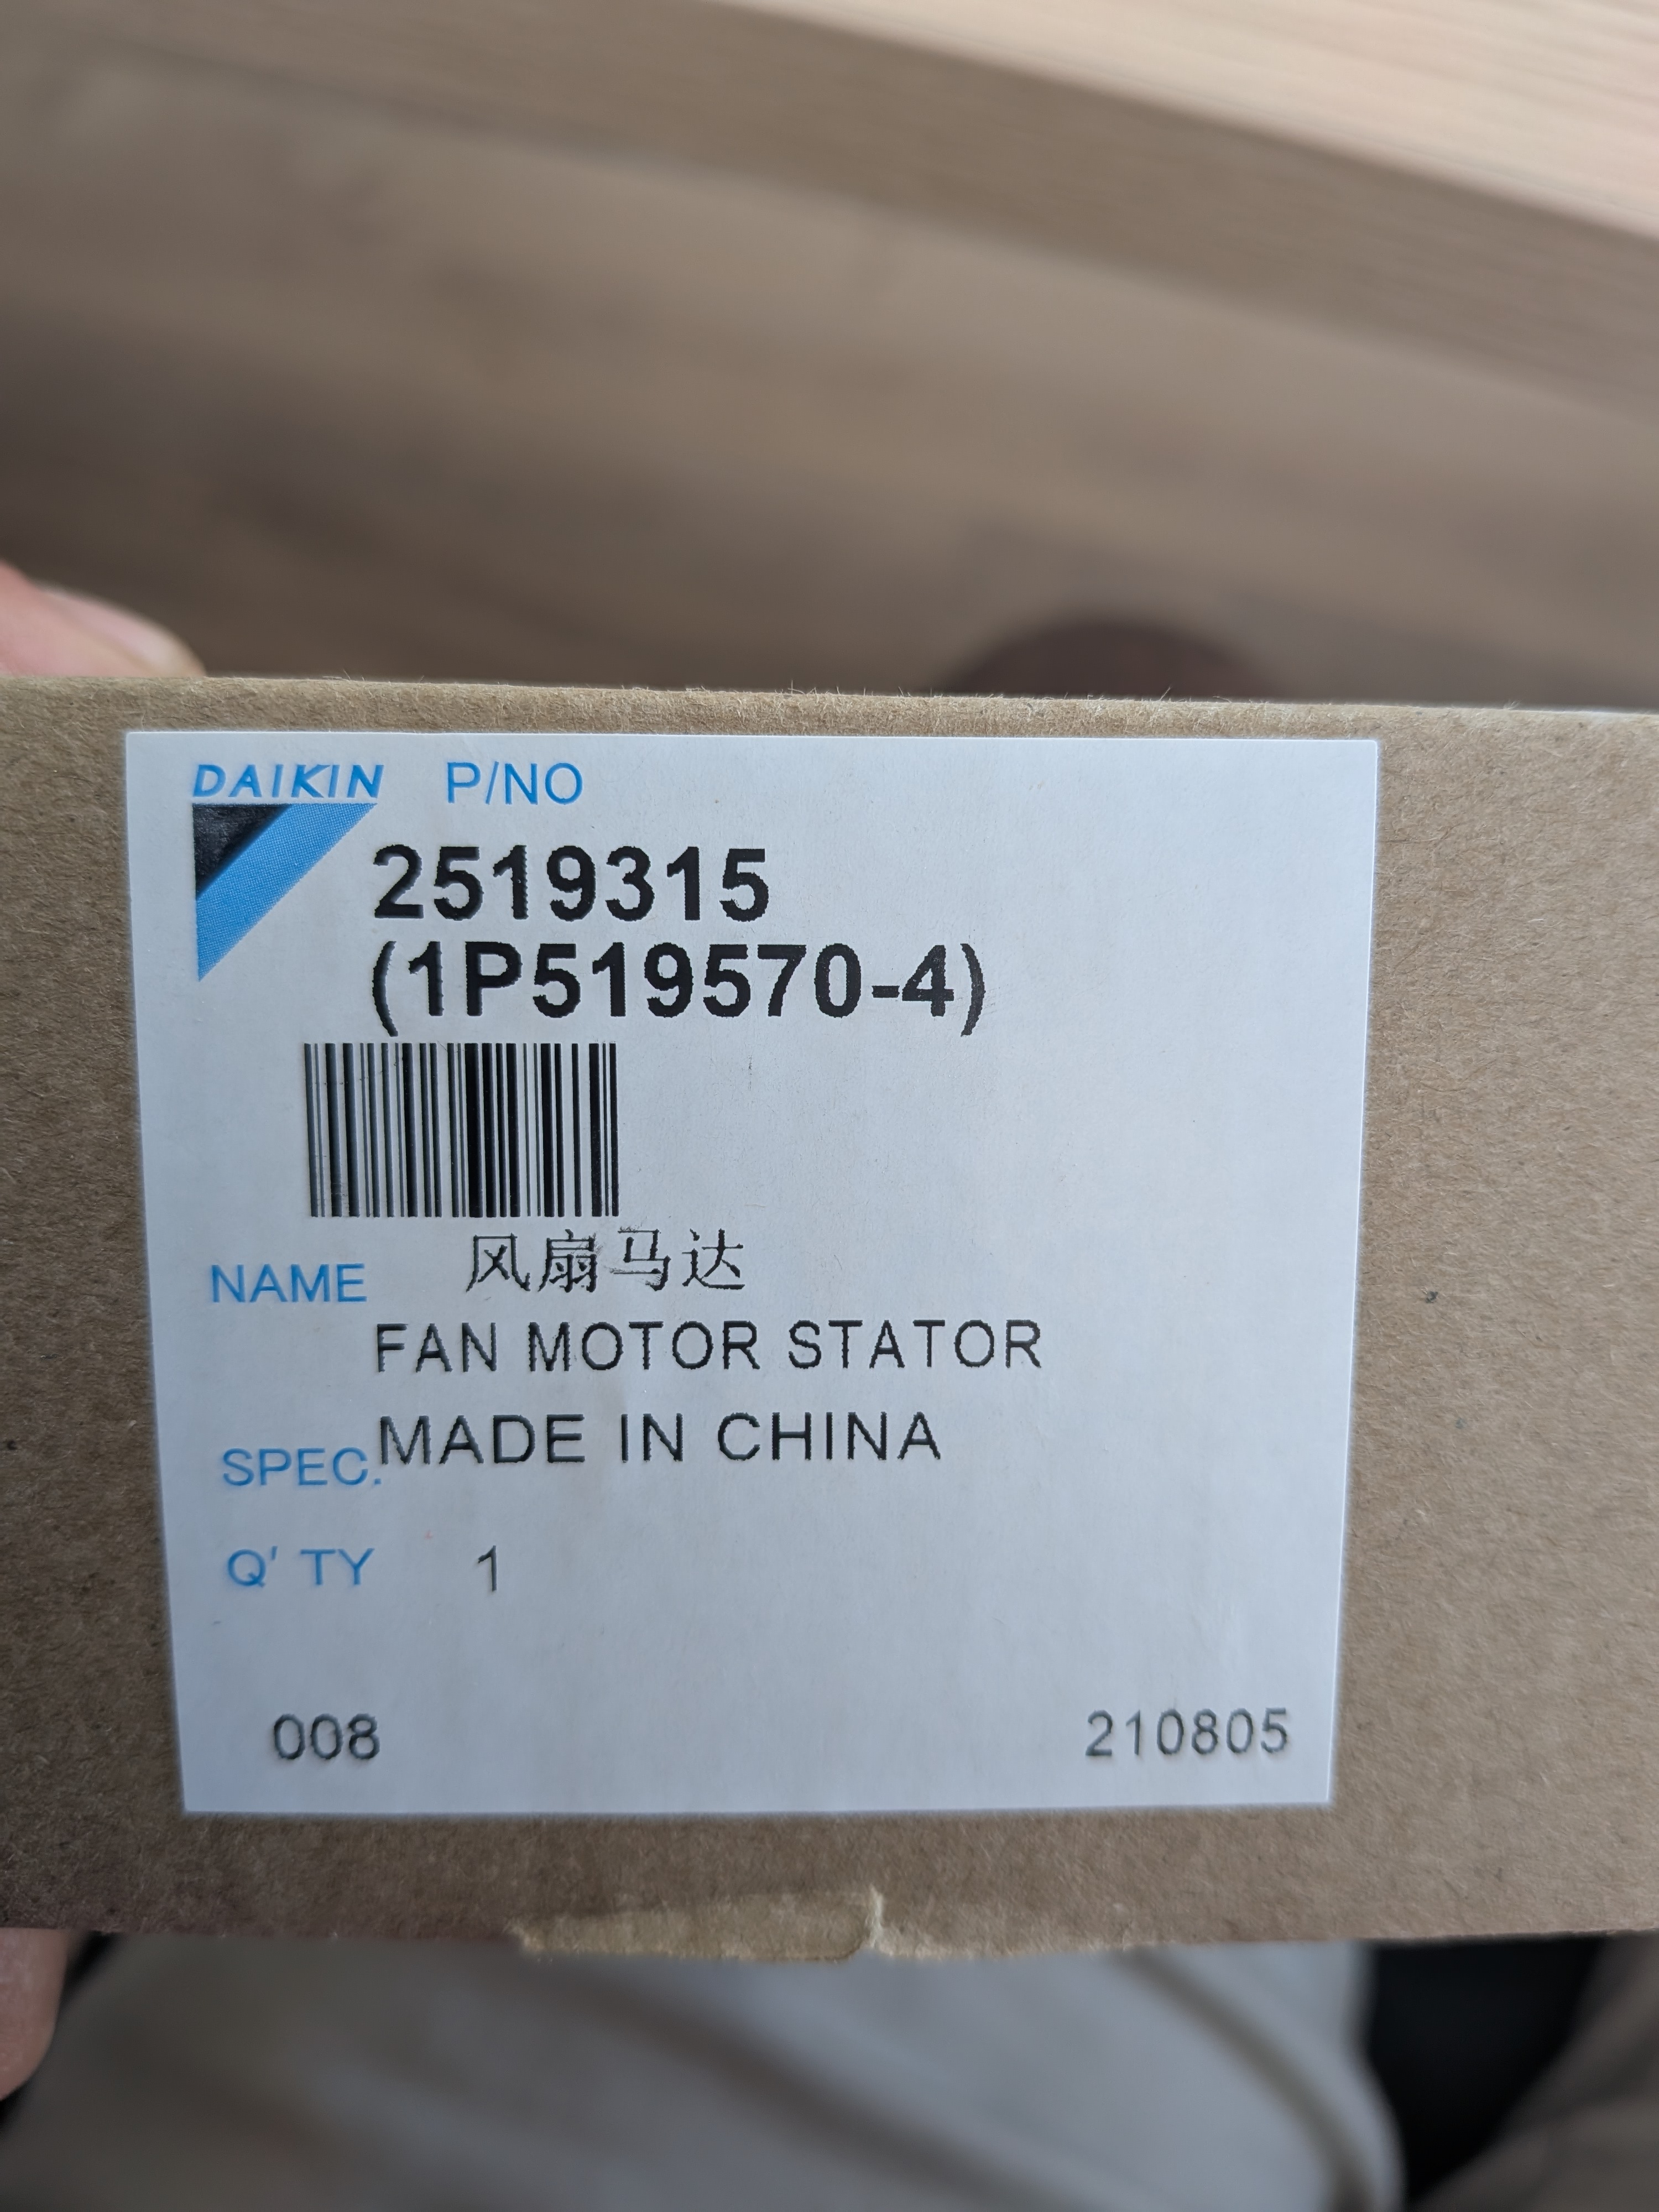 DAIKIN P/NO
2519315
(1P519570-4)
NAME 风扇马达
FAN MOTOR STATOR
SPEC. MADE IN CHINA
Q' TY 1
008 210805